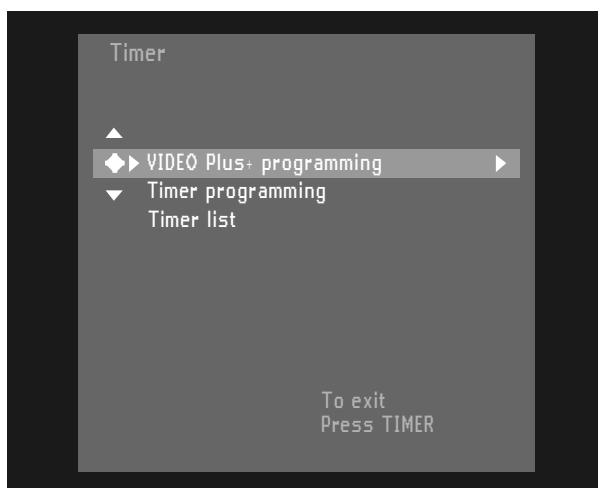 Timer
VIDEO Plus+ programming
Timer programming
Timer list
To exit
Press TIMER